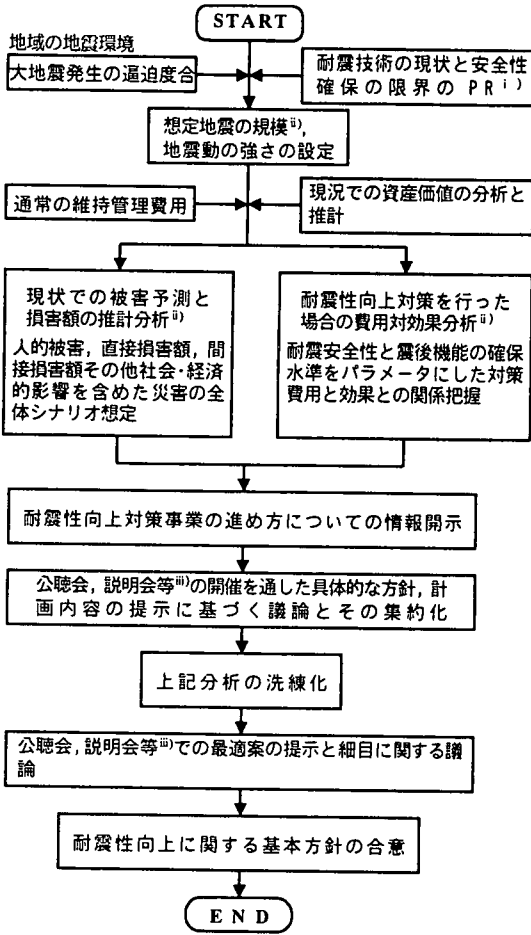 START
地域の地震環境
大地震発生の逼迫度合
耐震技術の現状と安全性
確保の限界のPRⁱ⁾
想定地震の規模ⁱⁱ⁾,
地震動の強さの設定
通常の維持管理費用
現況での資産価値の分析と
推計
現状での被害予測と
損害額の推計分析ⁱⁱ⁾
人的被害，直接損害額，間
接損害額その他社会・経済
的影響を含めた災害の全
体シナリオ想定
耐震性向上対策を行った
場合の費用対効果分析ⁱⁱ⁾
耐震安全性と震後機能の確保
水準をパラメータにした対策
費用と効果との関係把握
耐震性向上対策事業の進め方についての情報開示
公聴会，説明会等ⁱⁱⁱ⁾の開催を通した具体的な方針，計
画内容の提示に基づく議論とその集約化
上記分析の洗練化
公聴会，説明会等ⁱⁱⁱ⁾での最適案の提示と細目に関する議
論
耐震性向上に関する基本方針の合意
END